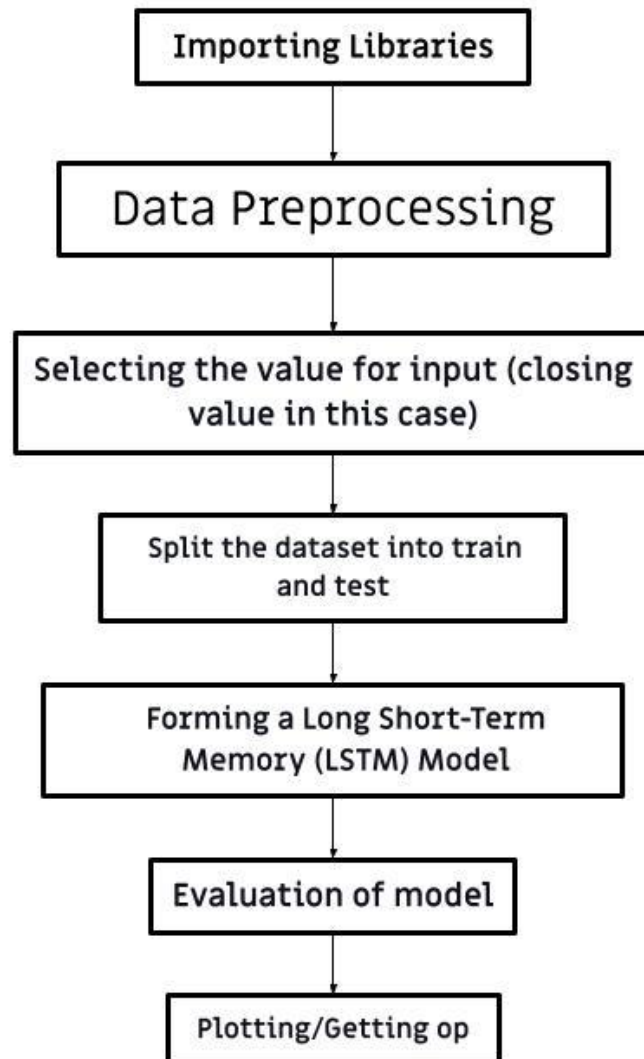 Importing Libraries
Data Preprocessing
Selecting the value for input (closing
value in this case)
Split the dataset into train
and test
Forming a Long Short-Term
Memory (LSTM) Model
Evaluation of model
Plotting/Getting op